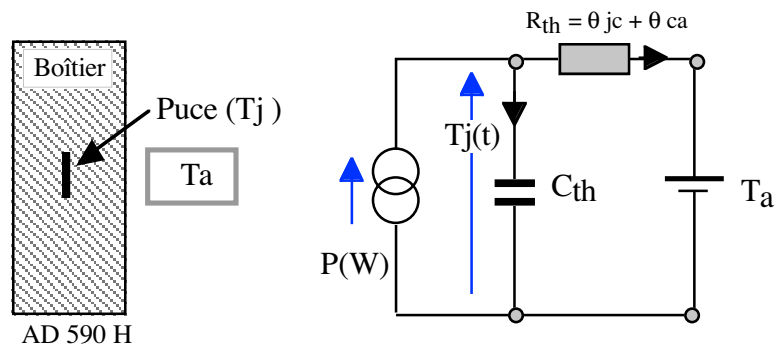 Boîtier
Puce (Tj )
Ta
AD 590 H
Rth = θ jc + θ ca
Tj(t)
Cth
Ta
P(W)